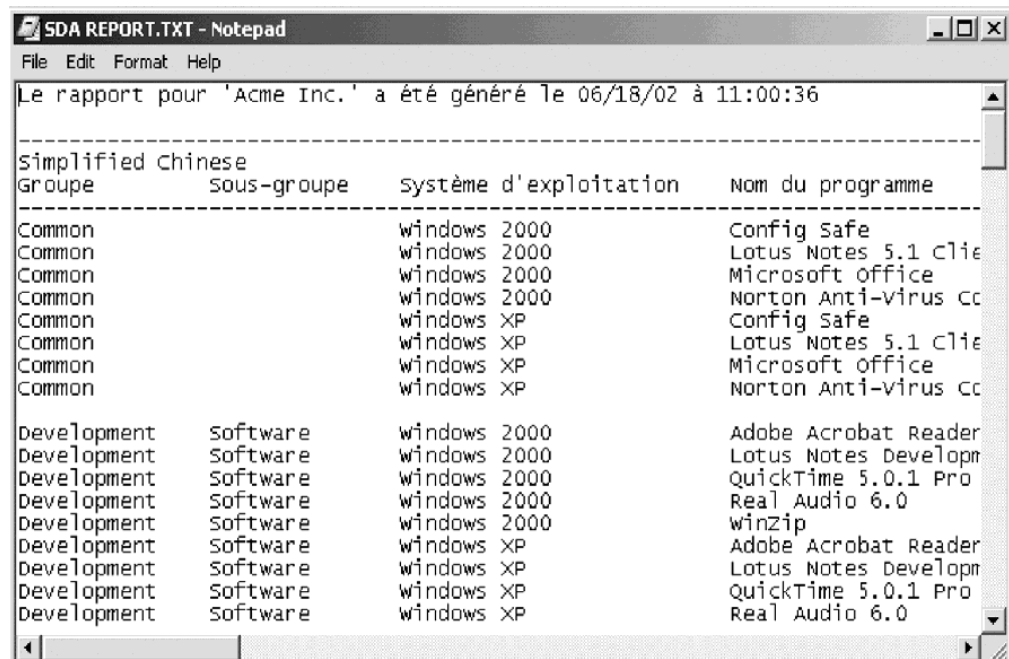 SDA REPORT.TXT - Notepad
File Edit Format Help
Le rapport pour 'Acme Inc.' a été généré le 06/18/02 à 11:00:36
--------------------------------------------------------------------------------
Simplified Chinese
Groupe Sous-groupe Système d'exploitation Nom du programme
--------------------------------------------------------------------------------
Common Windows 2000 Config Safe
Common Windows 2000 Lotus Notes 5.1 Clie
Common Windows 2000 Microsoft Office
Common Windows 2000 Norton Anti-Virus Co
Common Windows XP Config Safe
Common Windows XP Lotus Notes 5.1 Clie
Common Windows XP Microsoft Office
Common Windows XP Norton Anti-Virus Co
Development Software Windows 2000 Adobe Acrobat Reader
Development Software Windows 2000 Lotus Notes Developm
Development Software Windows 2000 QuickTime 5.0.1 Pro
Development Software Windows 2000 Real Audio 6.0
Development Software Windows 2000 WinZip
Development Software Windows XP Adobe Acrobat Reader
Development Software Windows XP Lotus Notes Developm
Development Software Windows XP QuickTime 5.0.1 Pro
Development Software Windows XP Real Audio 6.0